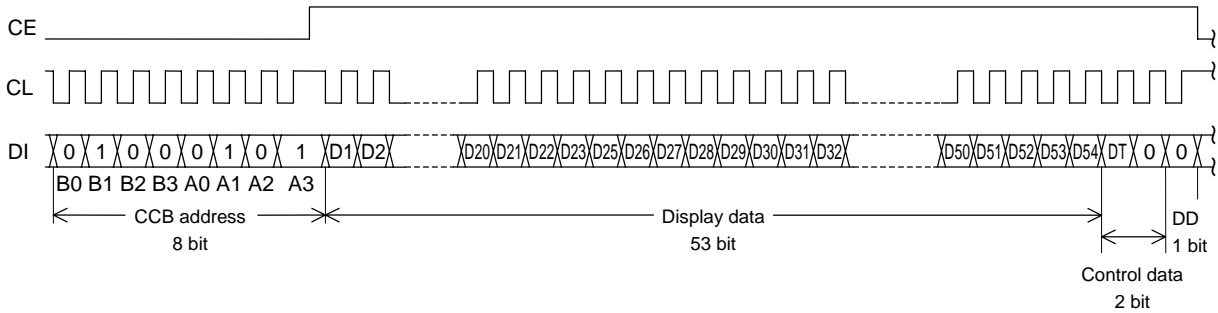 CE
CL
DI 0 1 0 0 0 1 0 1 D1 D2 D20 D21 D22 D23 D25 D26 D27 D28 D29 D30 D31 D32 D50 D51 D52 D53 D54 DT 0 0
B0 B1 B2 B3 A0 A1 A2 A3
CCB address Display data DD
8 bit 53 bit 1 bit
Control data
2 bit